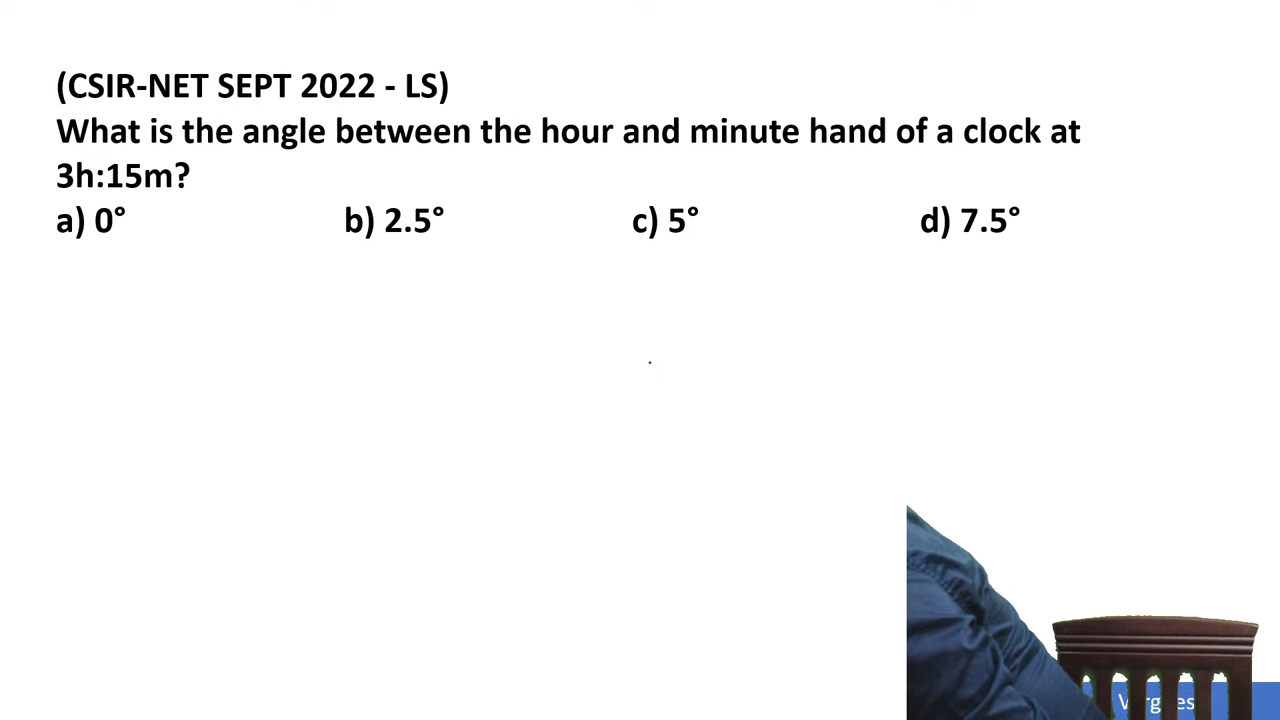 (CSIR-NET SEPT 2022 - LS)
What is the angle between the hour and minute hand of a clock at
3h:15m?
a) 0° b) 2.5° c) 5° d) 7.5°